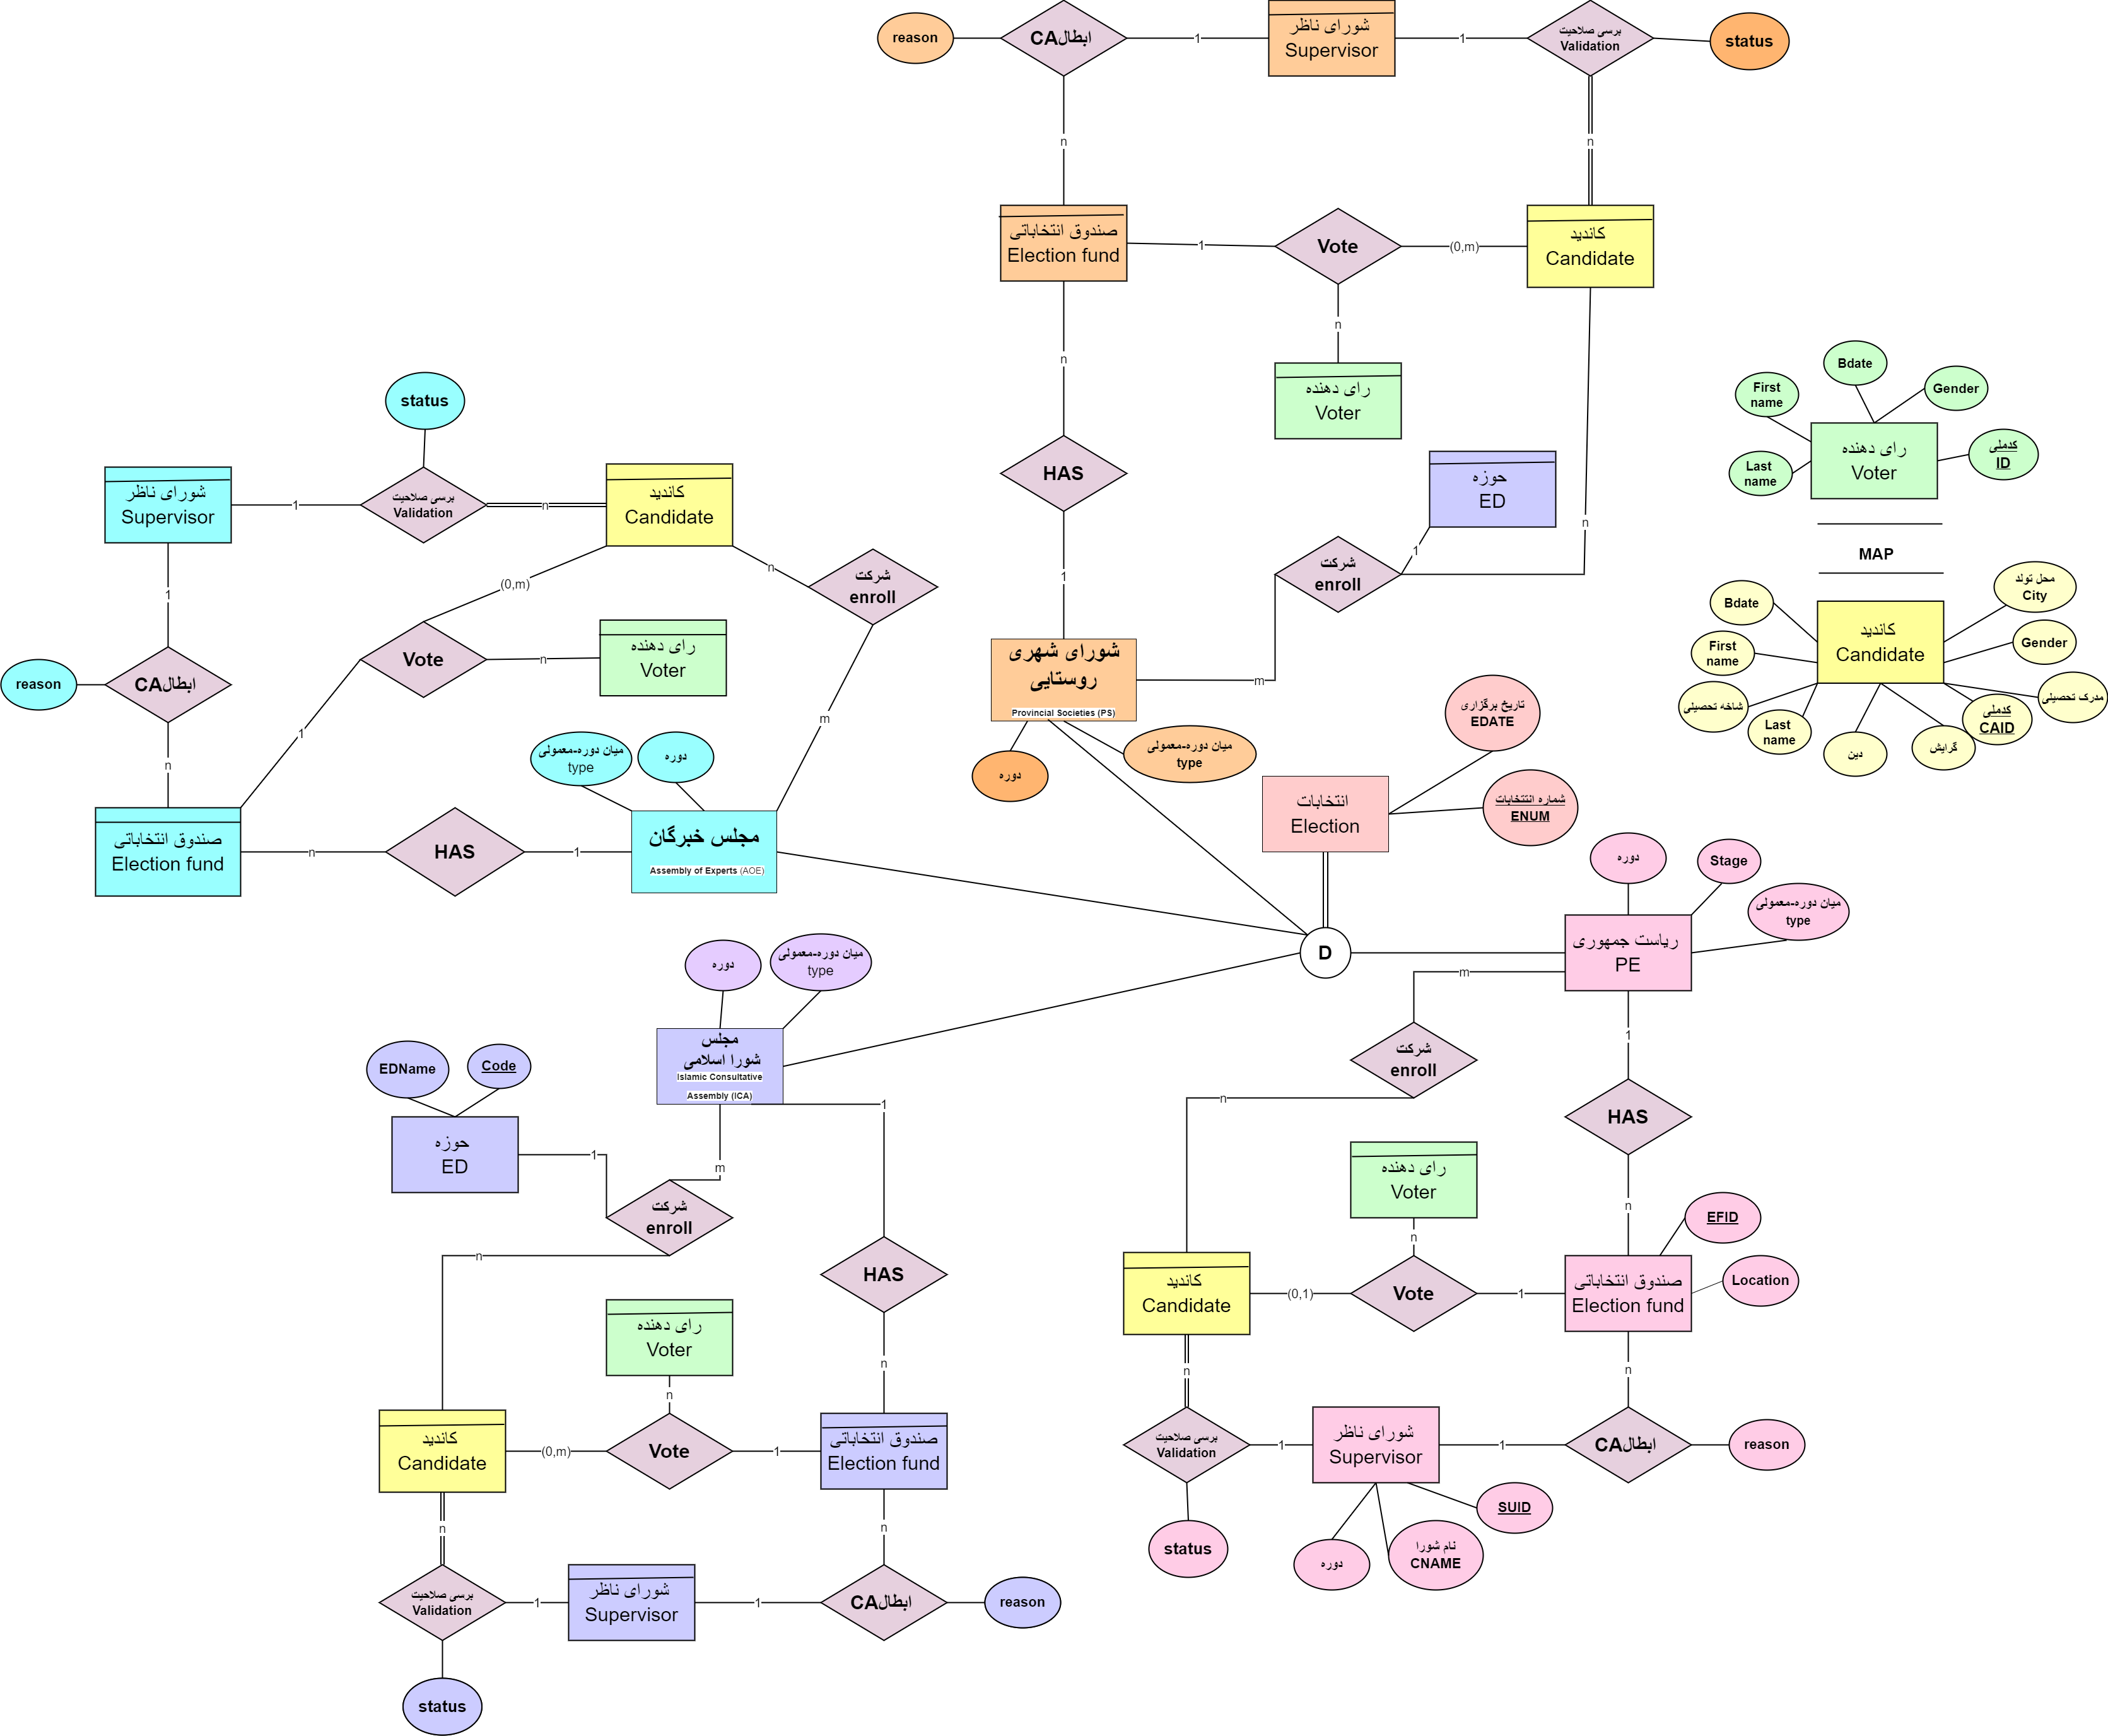 reason
ابطالCA
1
شورای ناظر
Supervisor
1
برسی صلاحیت
Validation
status
n
n
صندوق انتخاباتی
Election fund
1
Vote
(0,m)
کاندید
Candidate
n
n
رای دهنده
Voter
HAS
حوزه
ED
1
n
شرکت
enroll
1
m
شورای شهری
روستایی
Provincial Societies (PS)
دوره
میان دوره-معمولی
type
First
name
Bdate
Gender
Last
name
رای دهنده
Voter
کدملی
ID
MAP
Bdate
محل تولد
City
First
name
کاندید
Candidate
Gender
شاخه تحصیلی
مدرک تحصیلی
Last
name
دین
گرایش
کدملی
CAID
status
شورای ناظر
Supervisor
1
برسی صلاحیت
Validation
n
کاندید
Candidate
1
(0,m)
n
شرکت
enroll
reason
ابطالCA
Vote
n
رای دهنده
Voter
m
1
n
میان دوره-معمولی
type
دوره
صندوق انتخاباتی
Election fund
n
HAS
1
مجلس خبرگان
Assembly of Experts (AOE)
تاریخ برگزاری
EDATE
انتخابات
Election
شماره انتتخابات
ENUM
D
دوره
Stage
میان دوره-معمولی
type
ریاست جمهوری
PE
m
شرکت
enroll
1
HAS
n
n
رای دهنده
Voter
n
EFID
کاندید
Candidate
(0,1)
Vote
1
صندوق انتخاباتی
Election fund
Location
n
n
برسی صلاحیت
Validation
1
شورای ناظر
Supervisor
1
ابطالCA
reason
SUID
status
دوره
نام شورا
CNAME
دوره
میان دوره-معمولی
type
مجلس
شورا اسلامی
Islamic Consultative
Assembly (ICA)
EDName
Code
حوزه
ED
1
m
1
شرکت
enroll
n
HAS
رای دهنده
Voter
n
n
کاندید
Candidate
(0,m)
Vote
1
صندوق انتخاباتی
Election fund
n
n
برسی صلاحیت
Validation
1
شورای ناظر
Supervisor
1
ابطالCA
reason
status